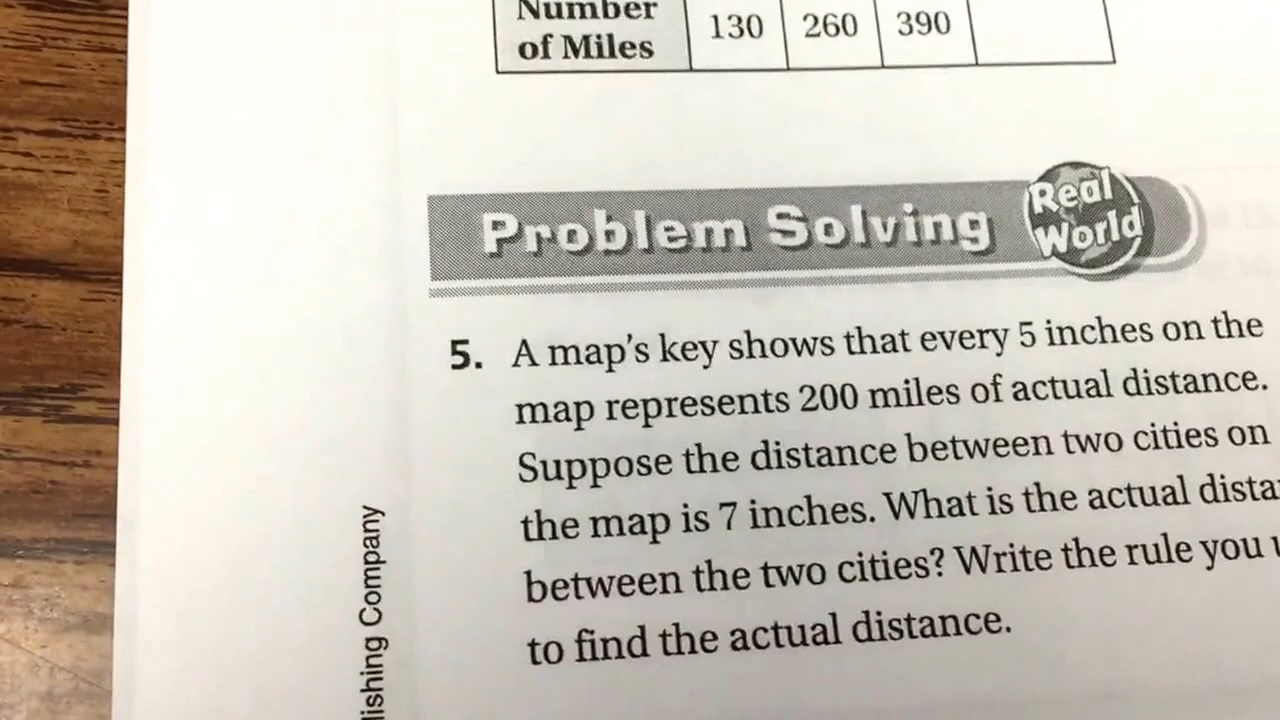 Number
of Miles
130 260 390
Problem Solving
Real
World
5. A map's key shows that every 5 inches on the
map represents 200 miles of actual distance.
Suppose the distance between two cities on
the map is 7 inches. What is the actual
between the two cities? Write the rule you
to find the actual distance.
Company